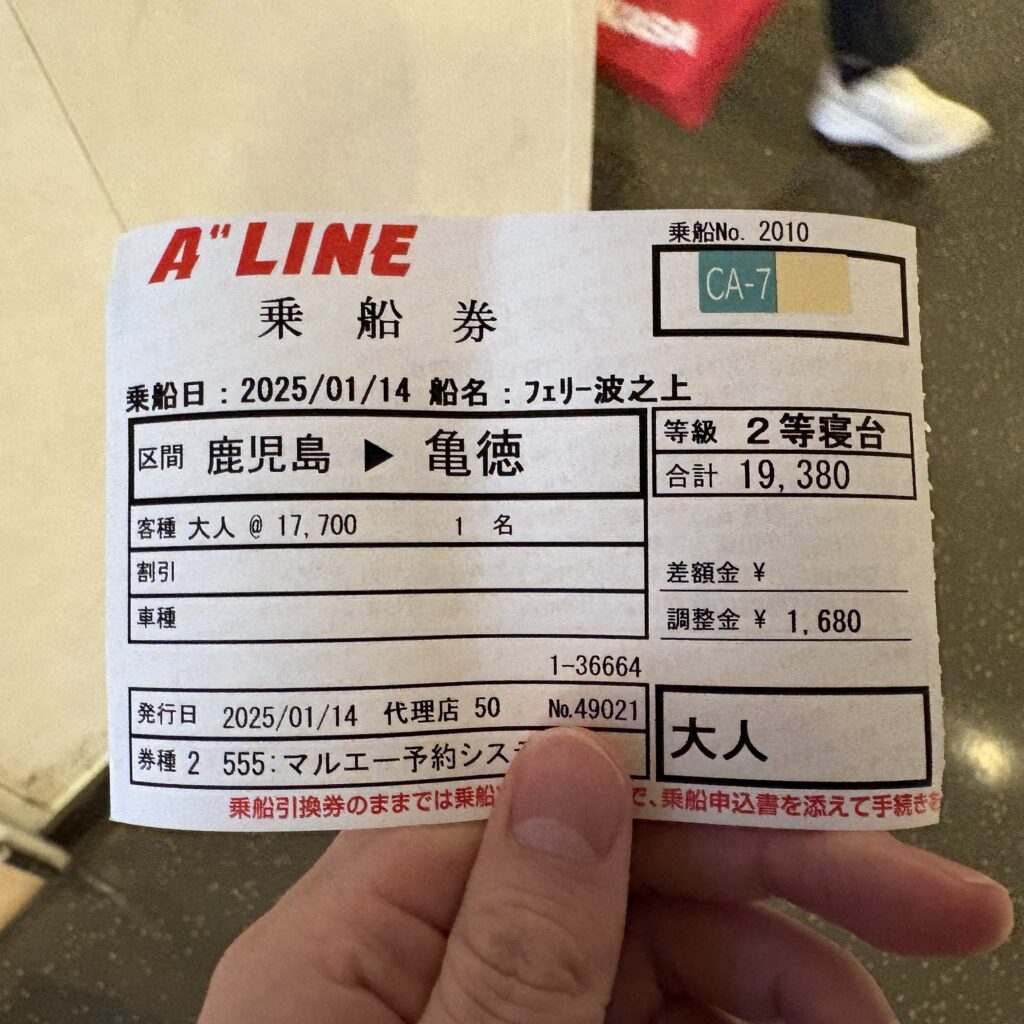 A"LINE
乗船No. 2010
CA-7
乗船券
乗船日：2025/01/14 船名：ﾌｪﾘｰ波之上
区間 鹿児島 ▶ 亀徳
等級 2等寝台
合計 19,380
客種 大人 @ 17,700 1 名
割引
差額金 ¥
車種
調整金 ¥ 1,680
1-36664
発行日 2025/01/14 代理店 50 No.49021
大人
券種 2 555:マルエー予約シス
乗船引換券のままでは乗船 で、乗船申込書を添えて手続きを